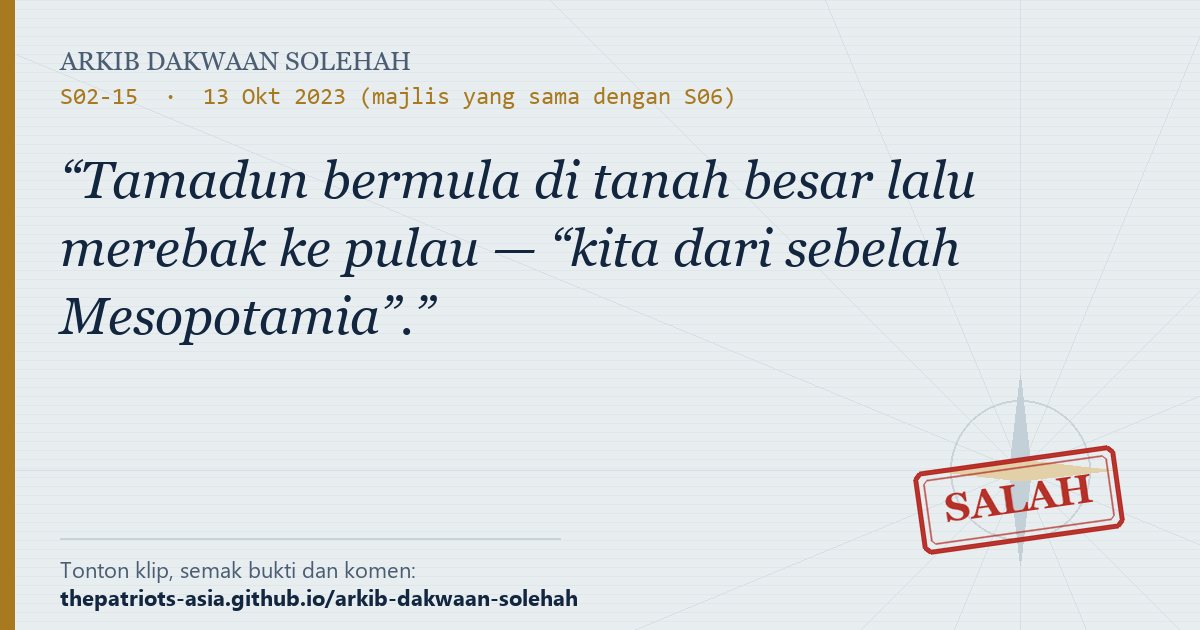 ARKIB DAKWAAN SOLEHAH
S02-15 · 13 Okt 2023 (majlis yang sama dengan S06)
“Tamadun bermula di tanah besar lalu
merebak ke pulau — “kita dari sebelah
Mesopotamia”.”
SALAH
Tonton klip, semak bukti dan komen:
thepatriots-asia.github.io/arkib-dakwaan-solehah